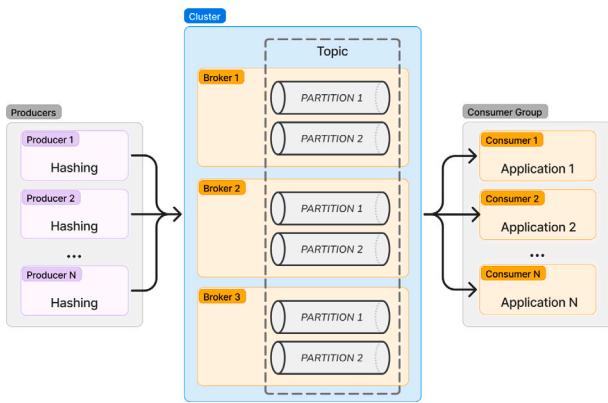 Cluster
Topic
Broker 1
PARTITION 1
PARTITION 2
Broker 2
PARTITION 1
PARTITION 2
Broker 3
PARTITION 1
PARTITION 2
Producers
Producer 1
Hashing
Producer 2
Hashing
...
Producer N
Hashing
Consumer Group
Consumer 1
Application 1
Consumer 2
Application 2
...
Consumer N
Application N